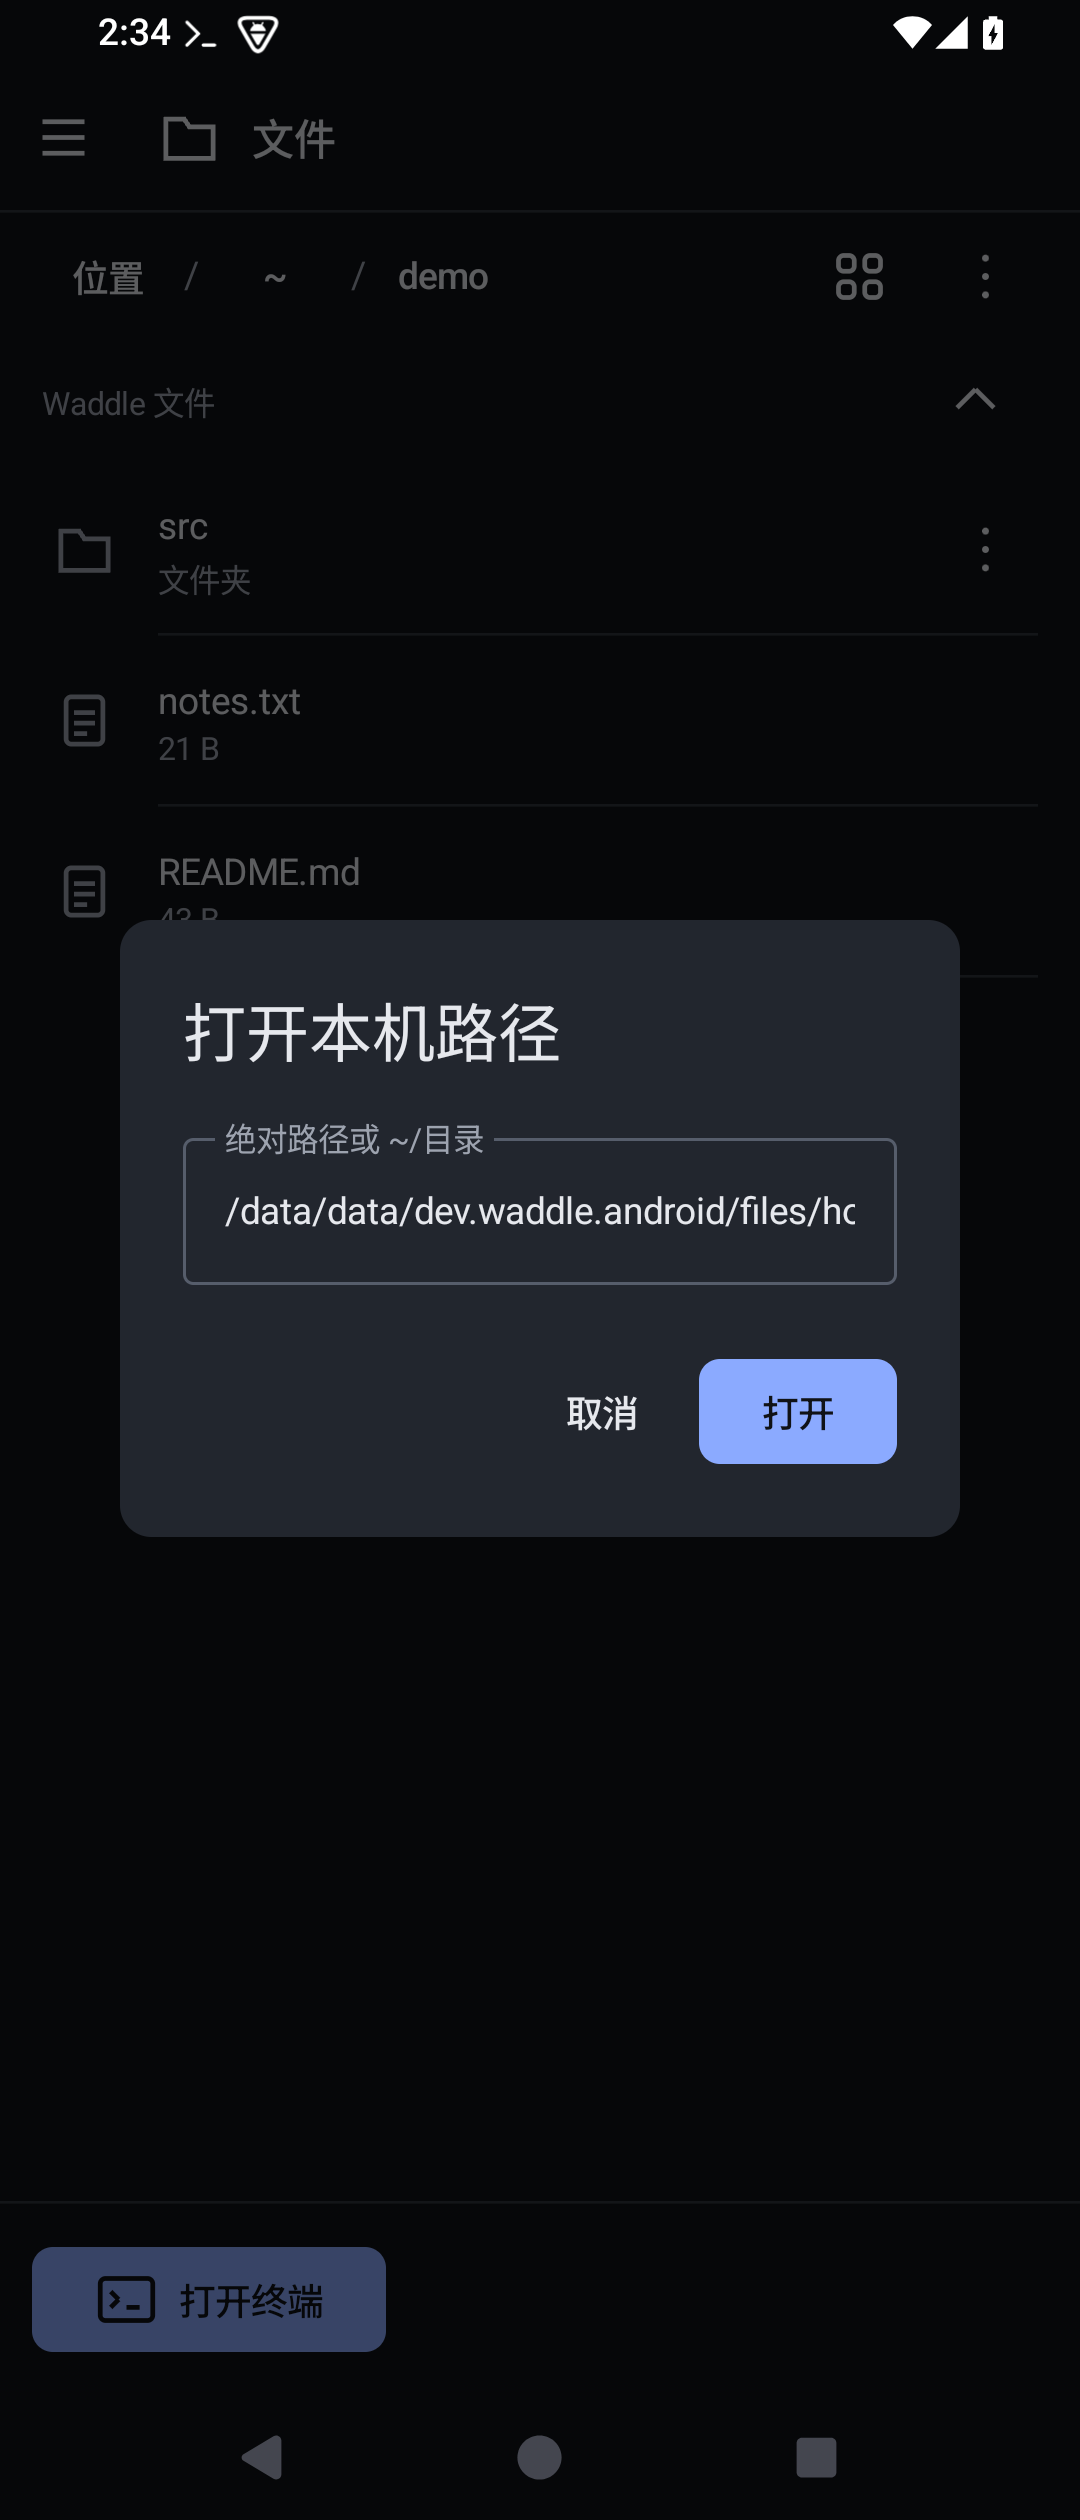 2:34
文件
位置 / ~ / demo
Waddle 文件
src
文件夹
notes.txt
21 B
README.md
43 B
打开本机路径
绝对路径或 ~/目录
/data/data/dev.waddle.android/files/ho
取消
打开
打开终端